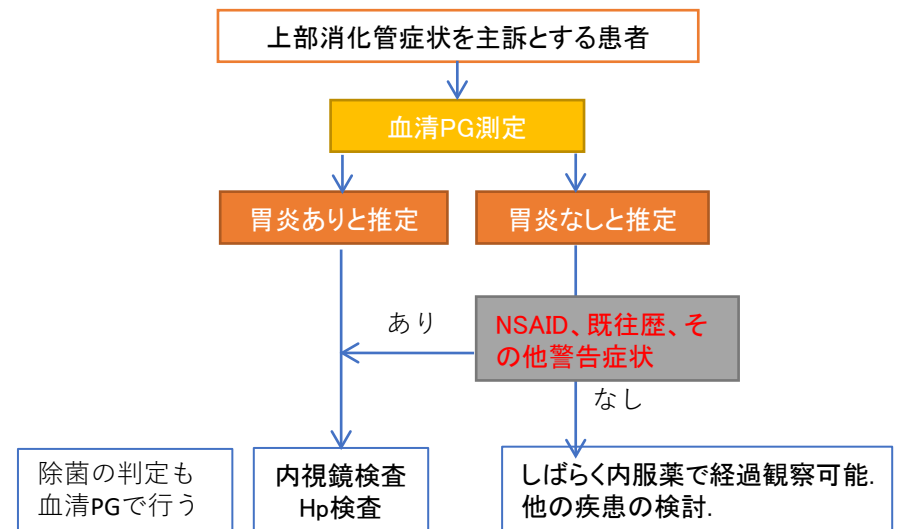 上部消化管症状を主訴とする患者
血清PG測定
胃炎ありと推定
胃炎なしと推定
あり
NSAID、既往歴、そ
の他警告症状
なし
除菌の判定も
血清PGで行う
内視鏡検査
Hp検査
しばらく内服薬で経過観察可能.
他の疾患の検討.